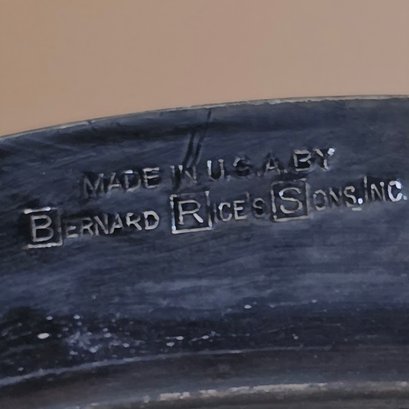 MADE IN U.S.A. BY
BERNARD RICE'S SONS, INC.